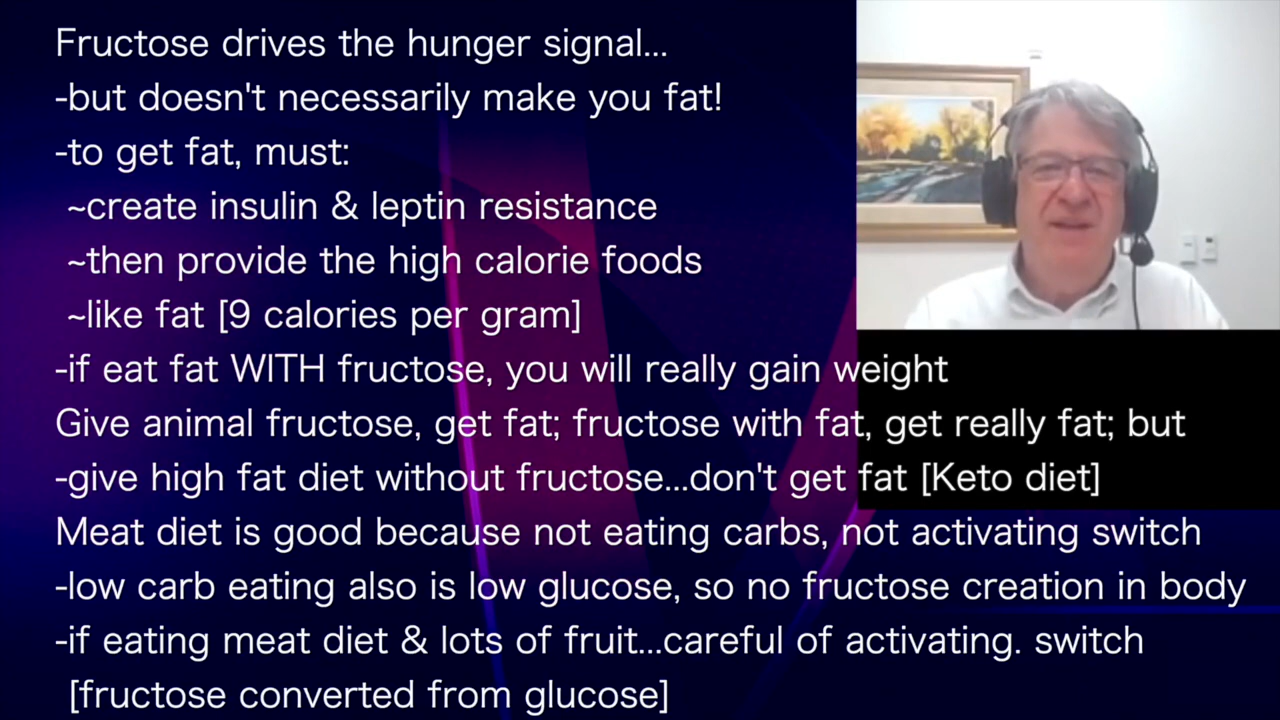 Fructose drives the hunger signal...
-but doesn't necessarily make you fat!
-to get fat, must:
~create insulin & leptin resistance
~then provide the high calorie foods
~like fat [9 calories per gram]
-if eat fat WITH fructose, you will really gain weight
Give animal fructose, get fat; fructose with fat, get really fat; but
-give high fat diet without fructose...don't get fat [Keto diet]
Meat diet is good because not eating carbs, not activating switch
-low carb eating also is low glucose, so no fructose creation in body
-if eating meat diet & lots of fruit...careful of activating. switch
[fructose converted from glucose]